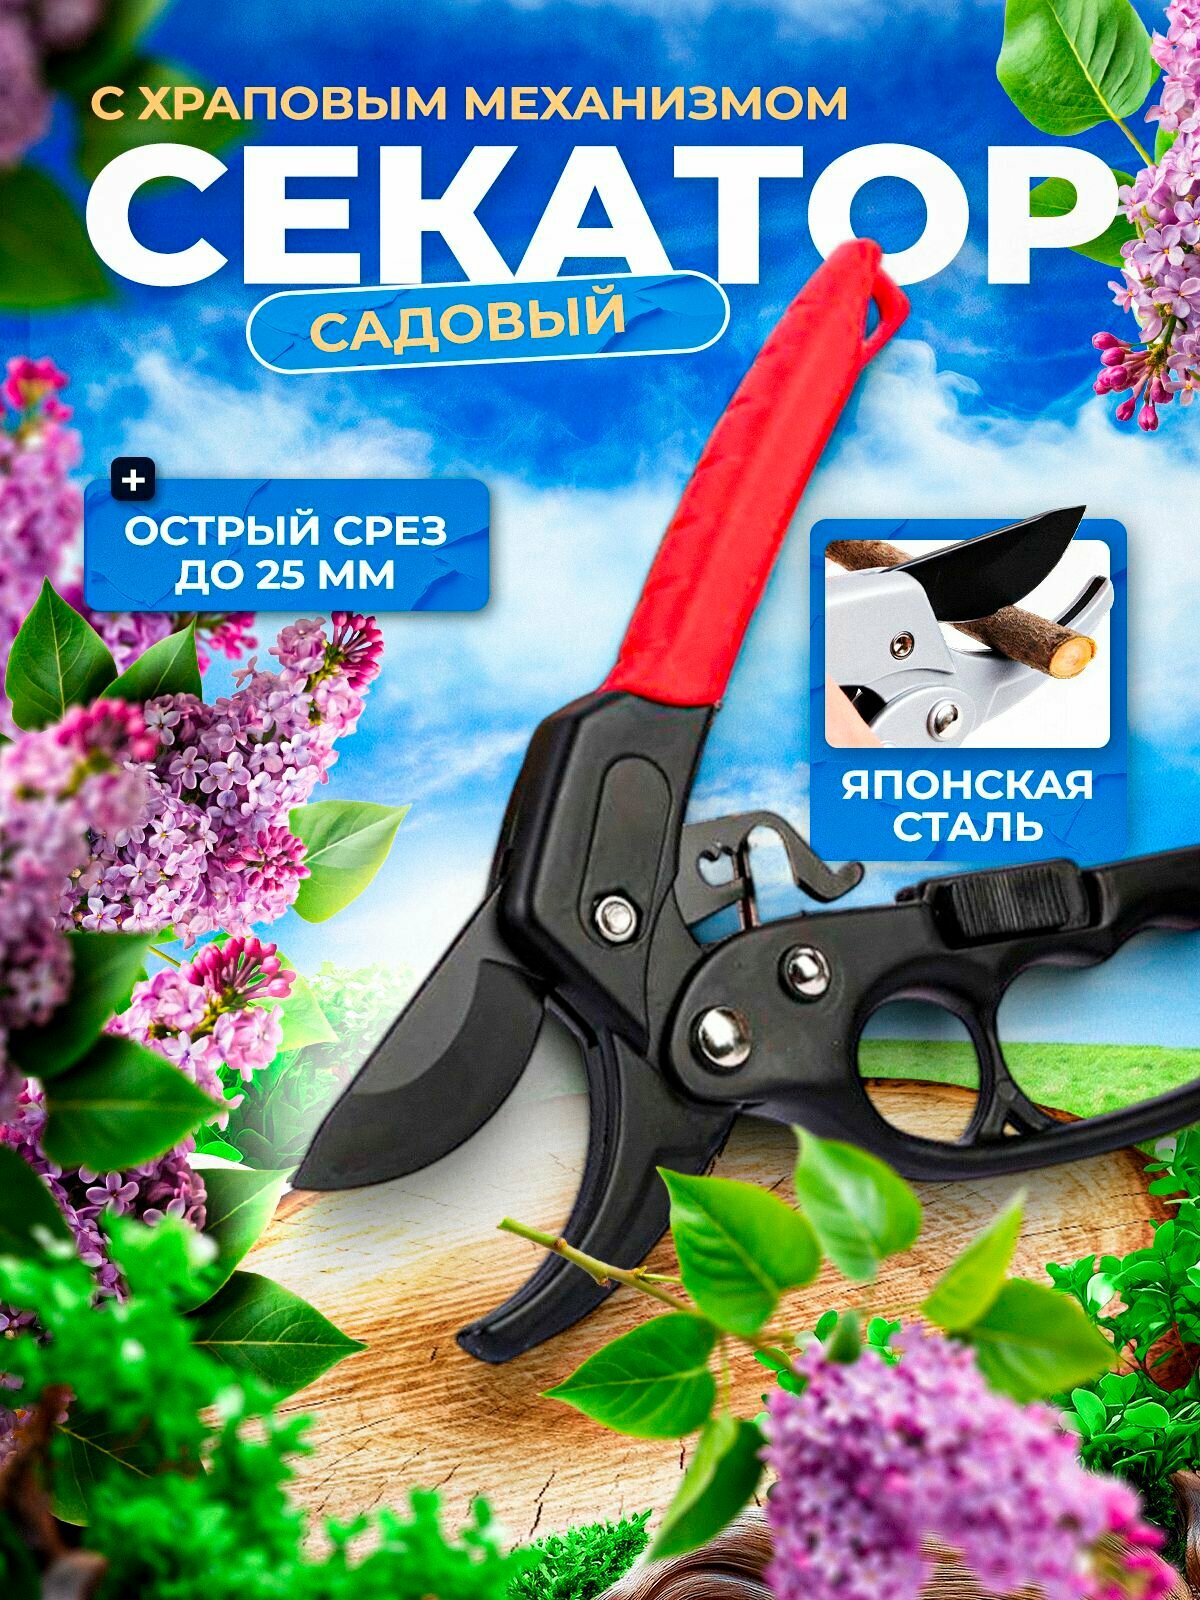 С ХРАПОВЫМ МЕХАНИЗМОМ
СЕКАТОР
САДОВЫЙ
+
ОСТРЫЙ СРЕЗ
ДО 25 ММ
ЯПОНСКАЯ
СТАЛЬ